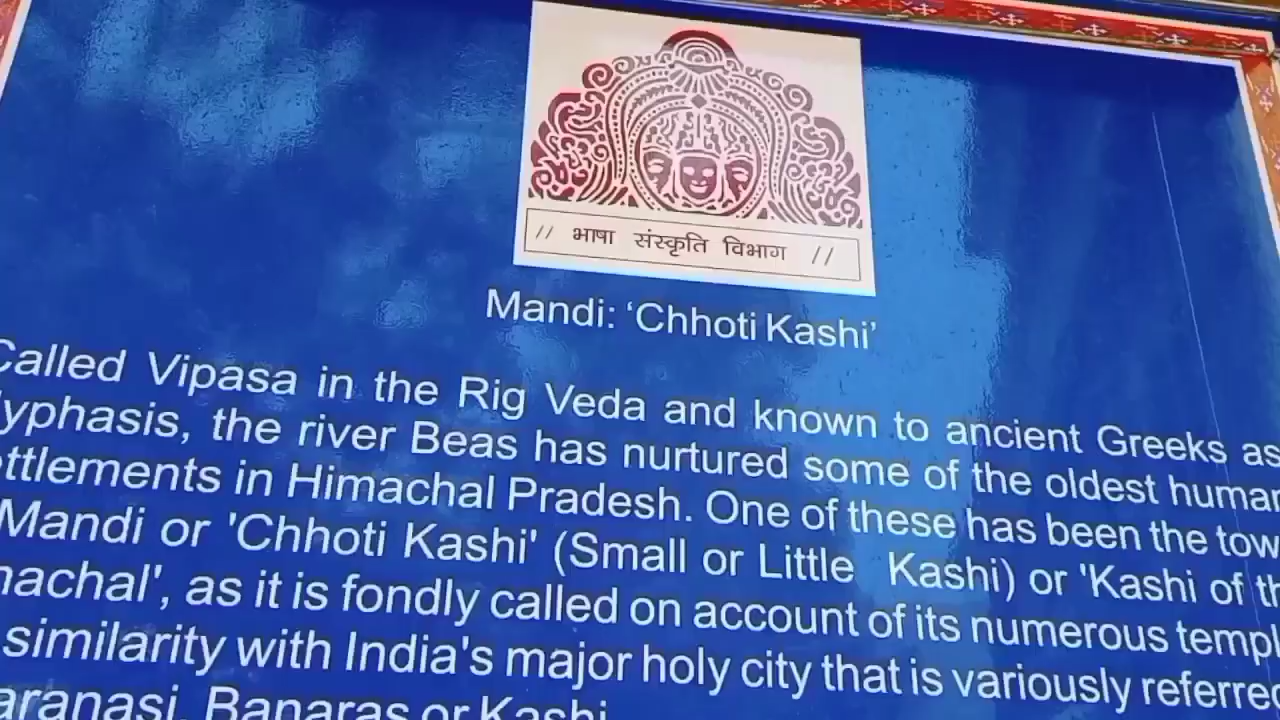 // भाषा संस्कृति विभाग //
Mandi: ‘Chhoti Kashi’
Called Vipasa in the Rig Veda and known to ancient Greeks as
yphasis, the river Beas has nurtured some of the oldest human
ttlements in Himachal Pradesh. One of these has been the tow
Mandi or 'Chhoti Kashi' (Small or Little Kashi) or 'Kashi of th
machal', as it is fondly called on account of its numerous templ
similarity with India's major holy city that is variously referred
aranasi, Banaras or Kashi.